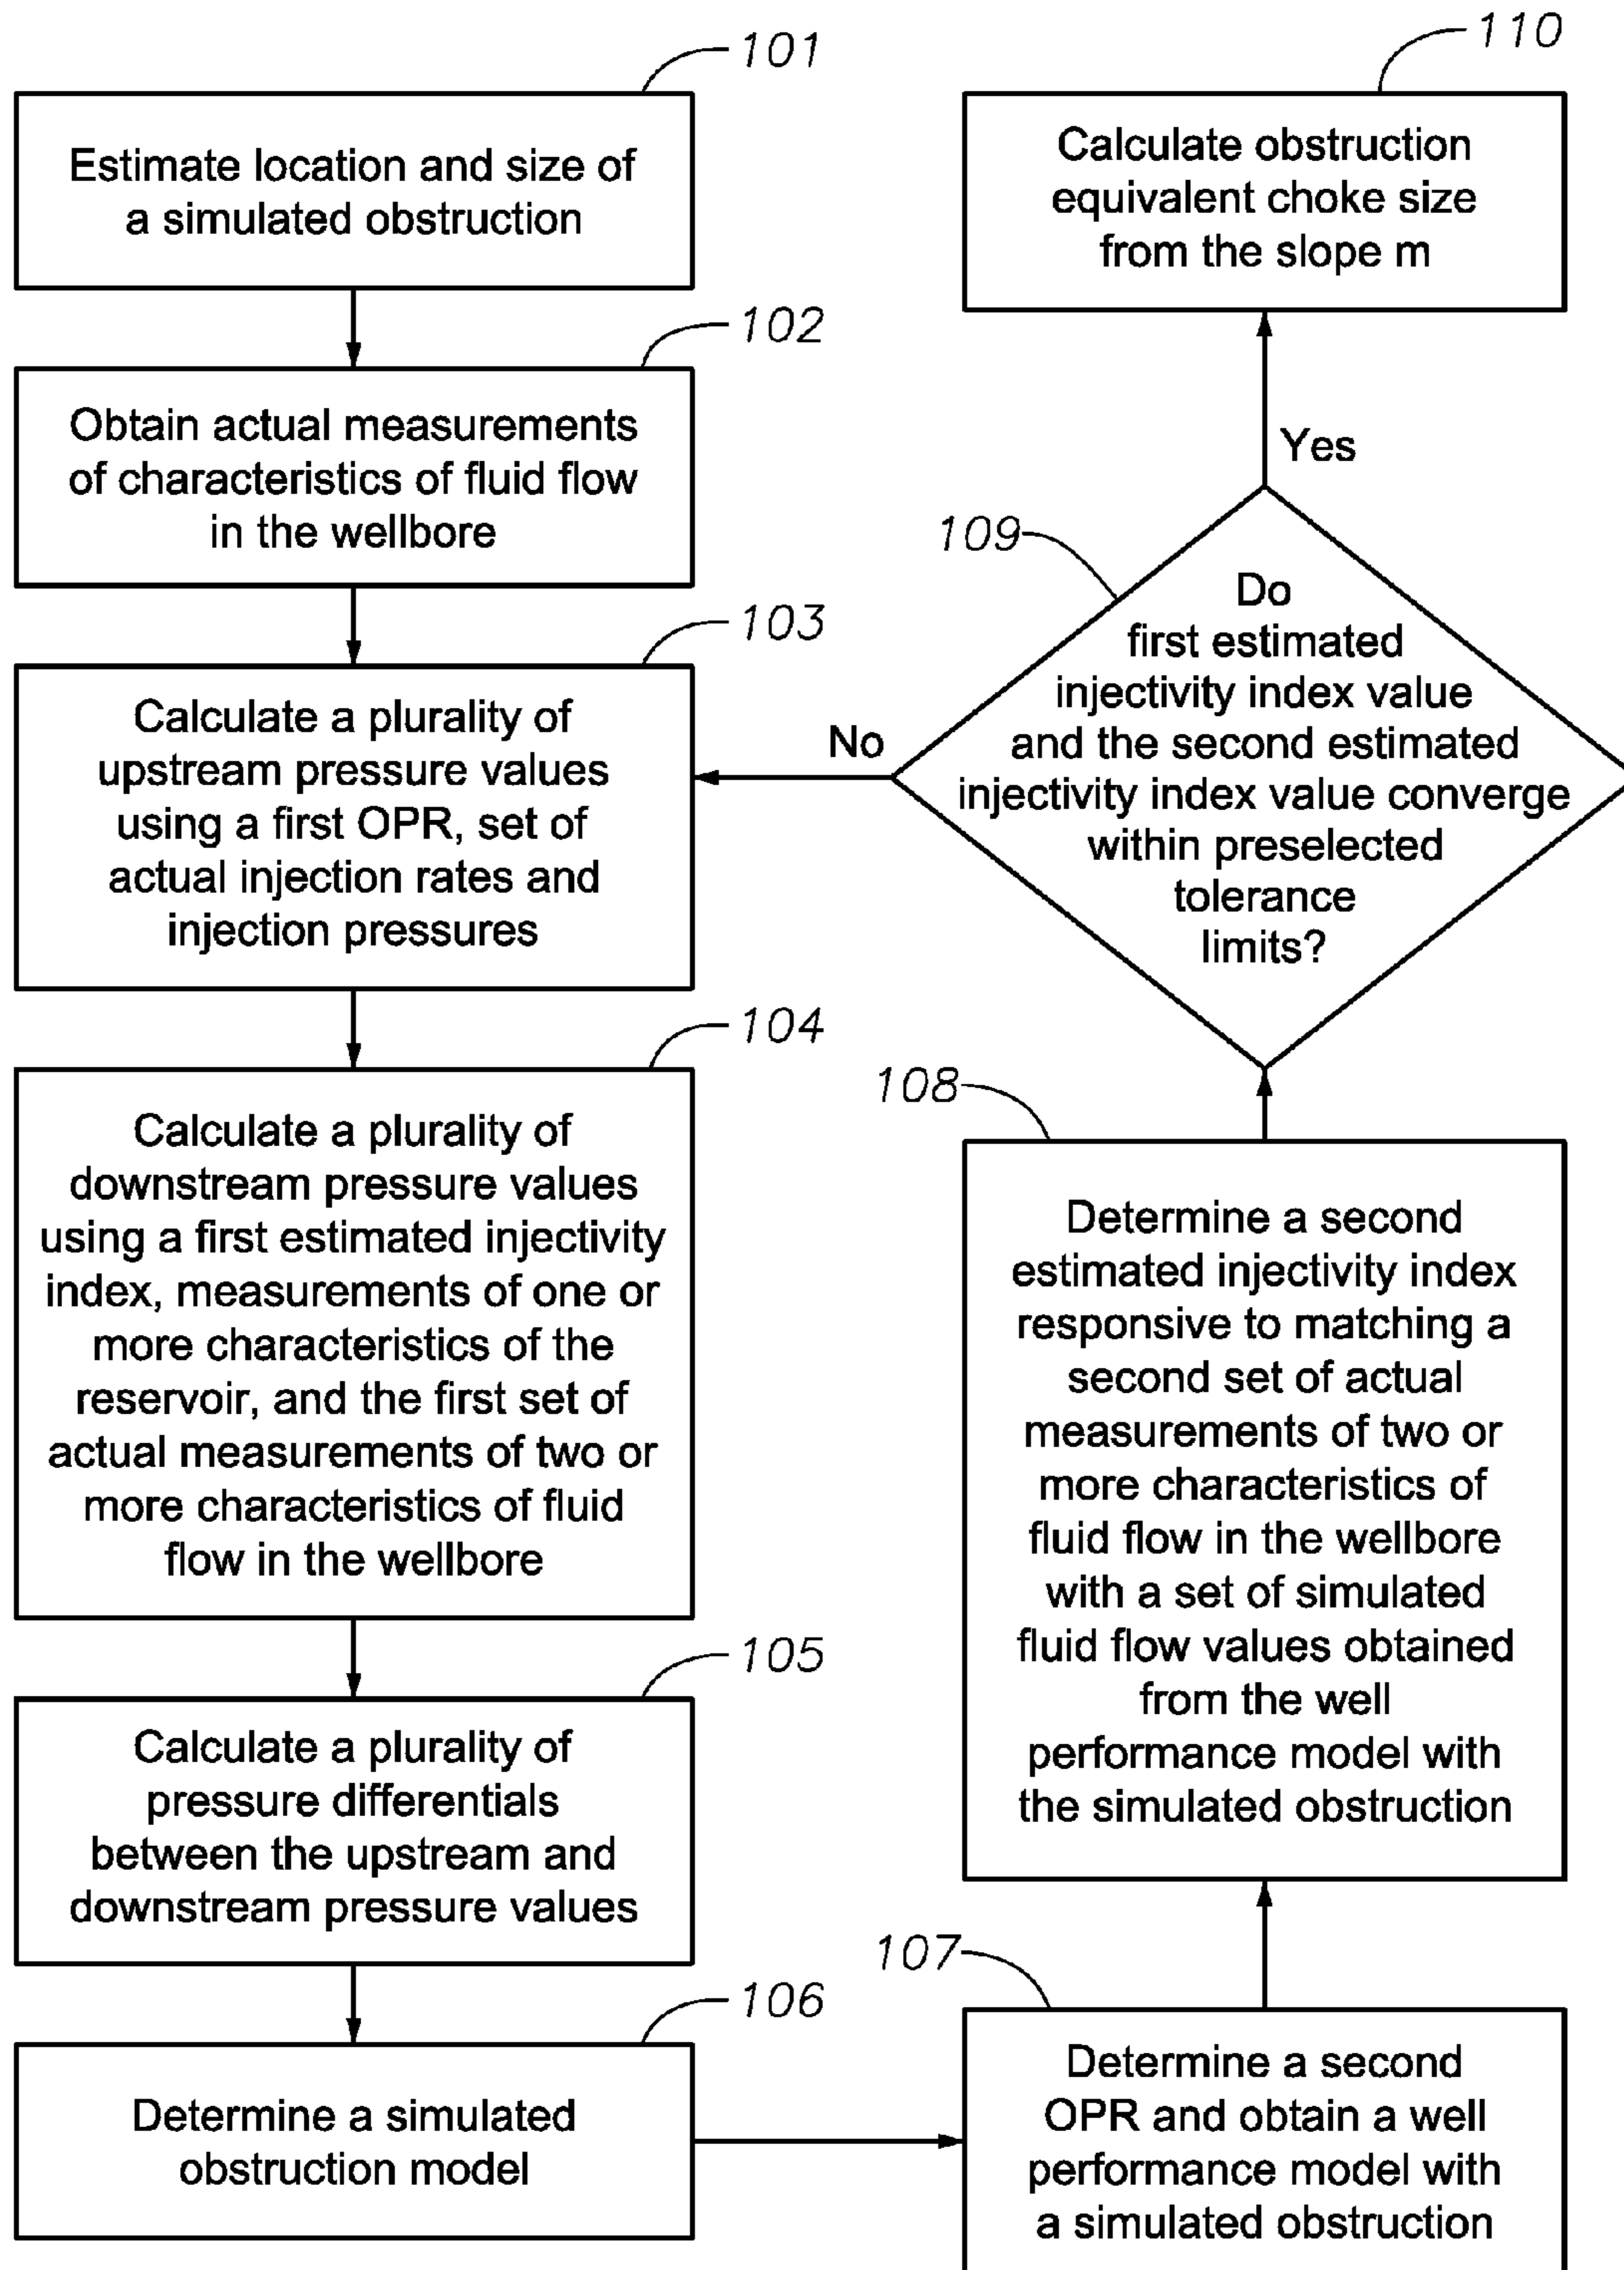 101
Estimate location and size of
a simulated obstruction
102
Obtain actual measurements
of characteristics of fluid flow
in the wellbore
103
Calculate a plurality of
upstream pressure values
using a first OPR, set of
actual injection rates and
injection pressures
104
Calculate a plurality of
downstream pressure values
using a first estimated injectivity
index, measurements of one or
more characteristics of the
reservoir, and the first set of
actual measurements of two or
more characteristics of fluid
flow in the wellbore
105
Calculate a plurality of
pressure differentials
between the upstream and
downstream pressure values
106
Determine a simulated
obstruction model
107
Determine a second
OPR and obtain a well
performance model with
a simulated obstruction
108
Determine a second
estimated injectivity index
responsive to matching a
second set of actual
measurements of two or
more characteristics of
fluid flow in the wellbore
with a set of simulated
fluid flow values obtained
from the well
performance model with
the simulated obstruction
109
Do
first estimated
injectivity index value
and the second estimated
injectivity index value converge
within preselected
tolerance
limits?
No
Yes
110
Calculate obstruction
equivalent choke size
from the slope m